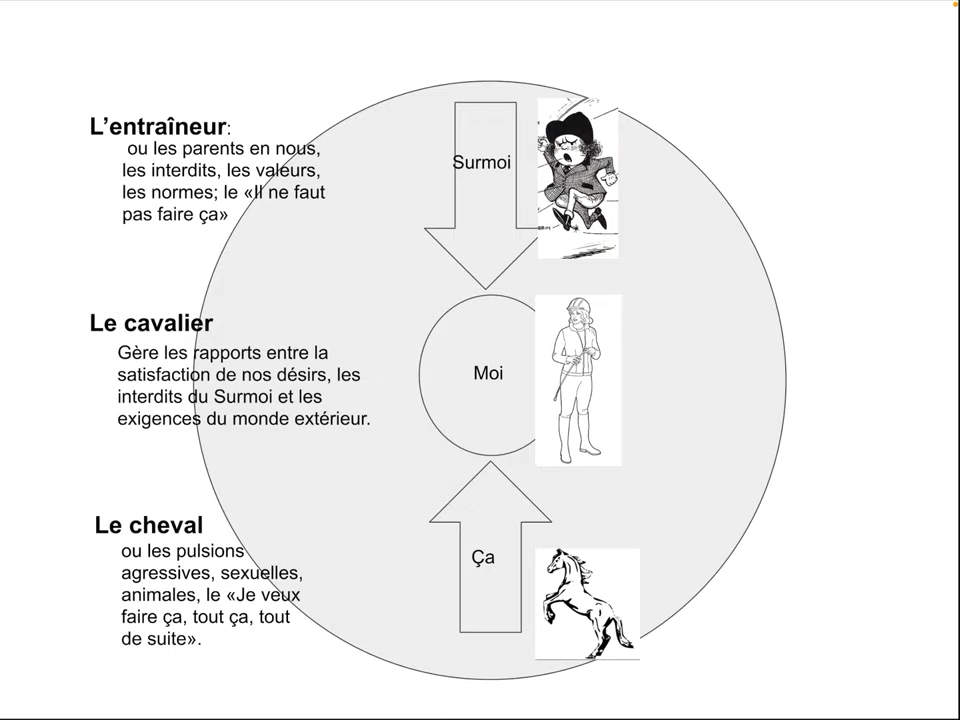 L’entraîneur:
ou les parents en nous,
les interdits, les valeurs,
les normes; le «Il ne faut
pas faire ça»
Surmoi
Le cavalier
Gère les rapports entre la
satisfaction de nos désirs, les
interdits du Surmoi et les
exigences du monde extérieur.
Moi
Le cheval
ou les pulsions
agressives, sexuelles,
animales, le «Je veux
faire ça, tout ça, tout
de suite».
Ça